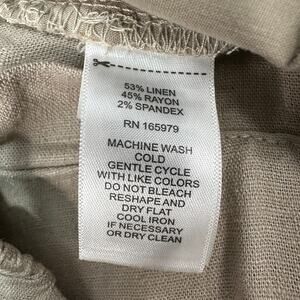 53% LINEN
45% RAYON
2% SPANDEX
RN 165979
MACHINE WASH
COLD
GENTLE CYCLE
WITH LIKE COLORS
DO NOT BLEACH
RESHAPE AND
DRY FLAT
COOL IRON
IF NECESSARY
OR DRY CLEAN